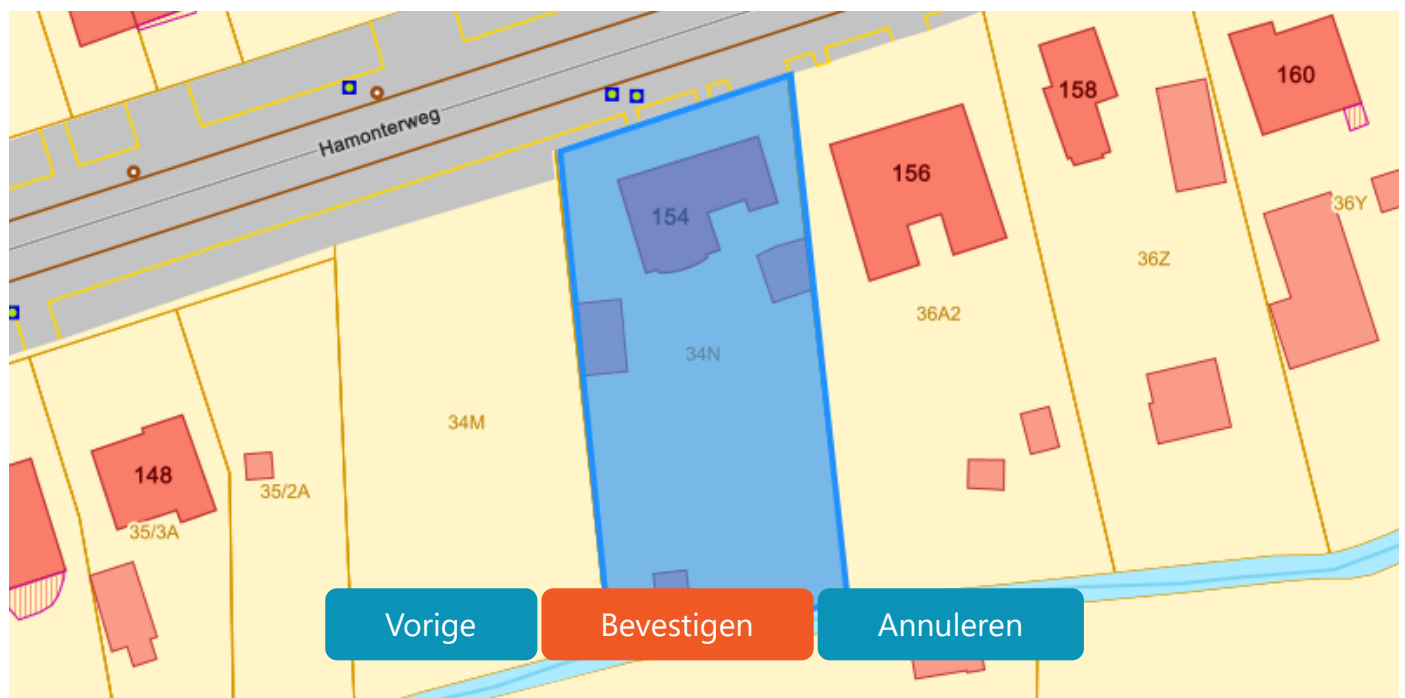 160
158
Hamonterweg
156
36Y
154
36Z
36A2
34N
34M
148
35/2A
35/3A
Vorige
Bevestigen
Annuleren